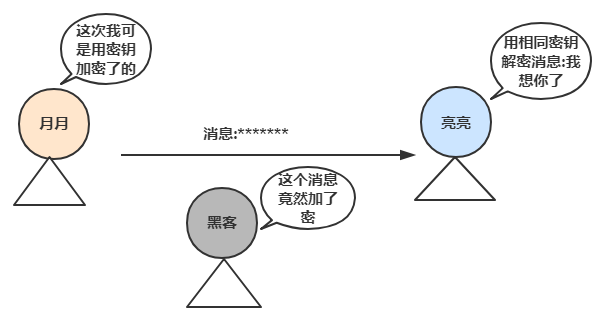 这次我可
是用密钥
加密了的
月月
消息:*******
用相同密钥
解密消息:我
想你了
亮亮
这个消息
竟然加了
密
黑客